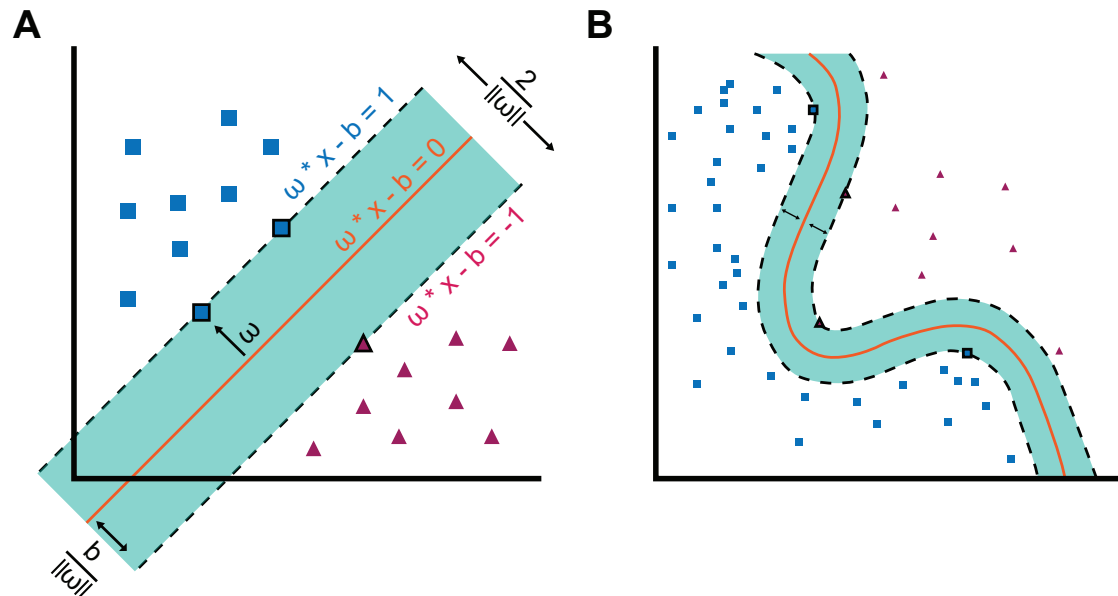 A
B
2
||ω||
ω * x - b = 1
ω * x - b = 0
ω * x - b = -1
ω
b
||ω||